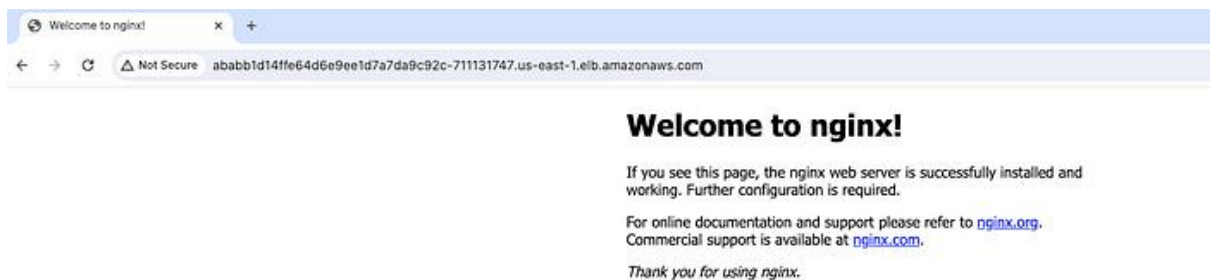 Welcome to nginx!
Not Secure ababb1d14ffe64d6e9ee1d7a7da9c92c-711131747.us-east-1.elb.amazonaws.com
Welcome to nginx!
If you see this page, the nginx web server is successfully installed and
working. Further configuration is required.
For online documentation and support please refer to nginx.org.
Commercial support is available at nginx.com.
Thank you for using nginx.